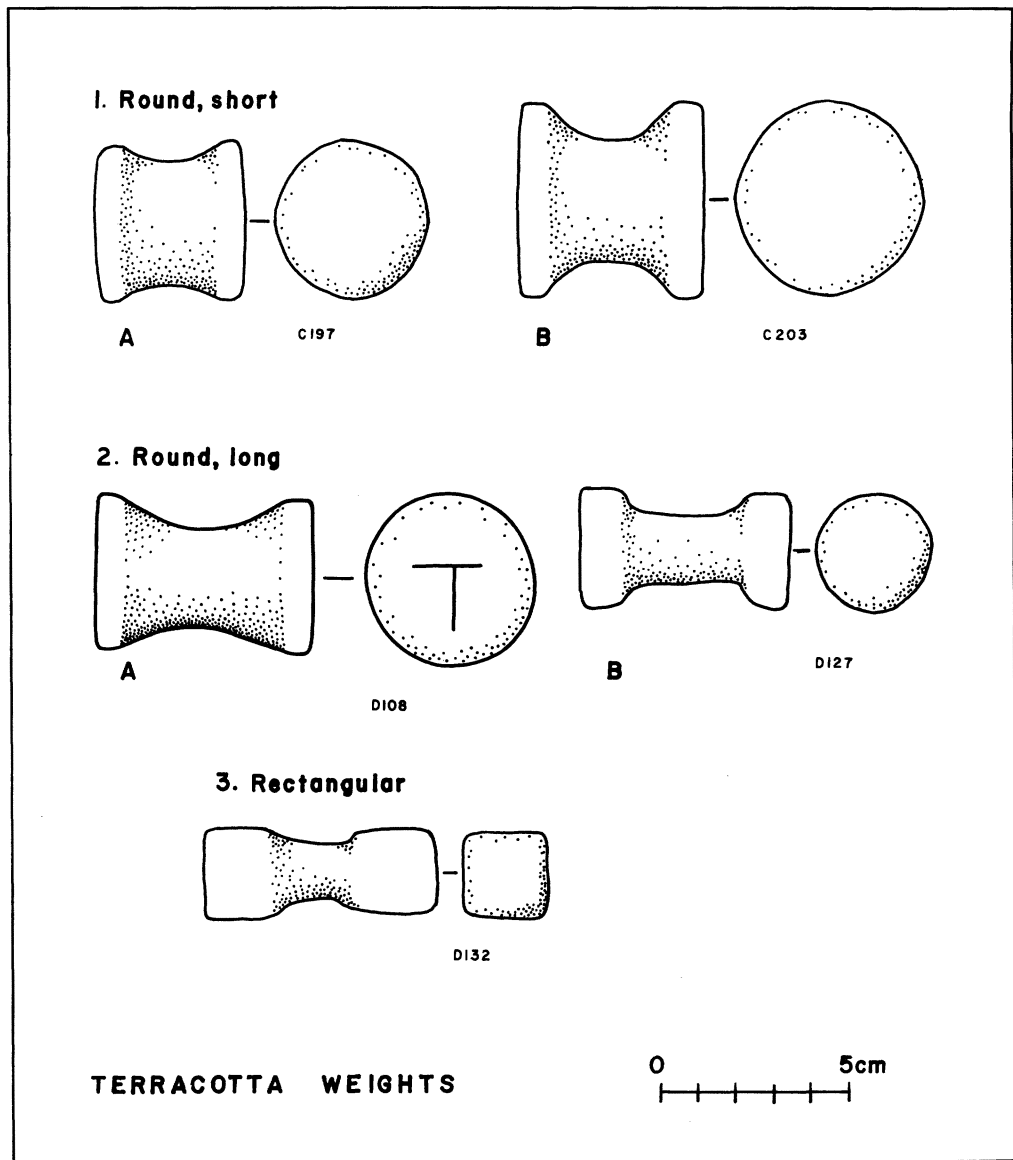 1. Round, short
A
C197
B
C203
2. Round, long
T
A
D108
B
D127
3. Rectangular
D132
TERRACOTTA WEIGHTS
0 5cm